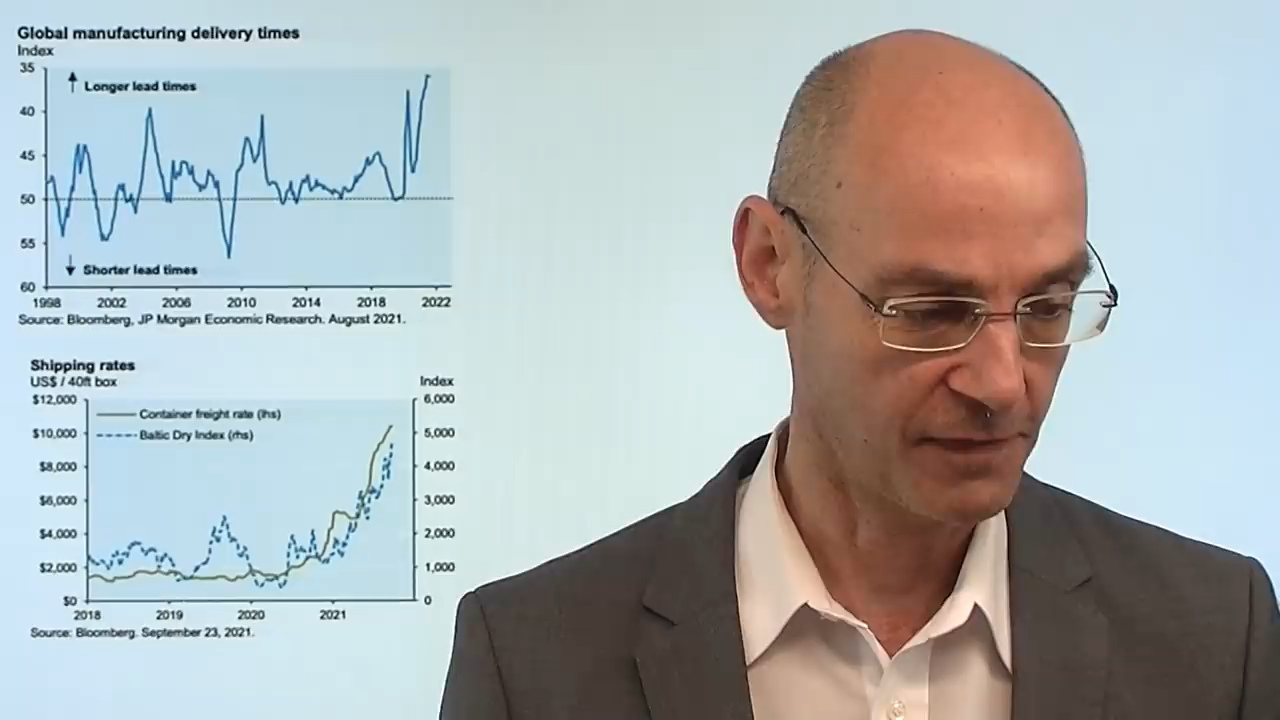 Global manufacturing delivery times
Index
35
Longer lead times
40
45
50
55
Shorter lead times
60
1998 2002 2006 2010 2014 2018 2022
Source: Bloomberg, JP Morgan Economic Research. August 2021.
Shipping rates
US$ / 40ft box Index
$12,000 6,000
Container freight rate (lhs)
$10,000 5,000
Baltic Dry Index (rhs)
$8,000 4,000
$6,000 3,000
$4,000 2,000
$2,000 1,000
$0 0
2018 2019 2020 2021
Source: Bloomberg. September 23, 2021.